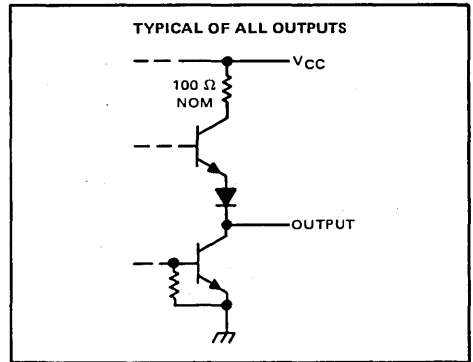 TYPICAL OF ALL OUTPUTS
VCC
100 Ω
NOM
OUTPUT